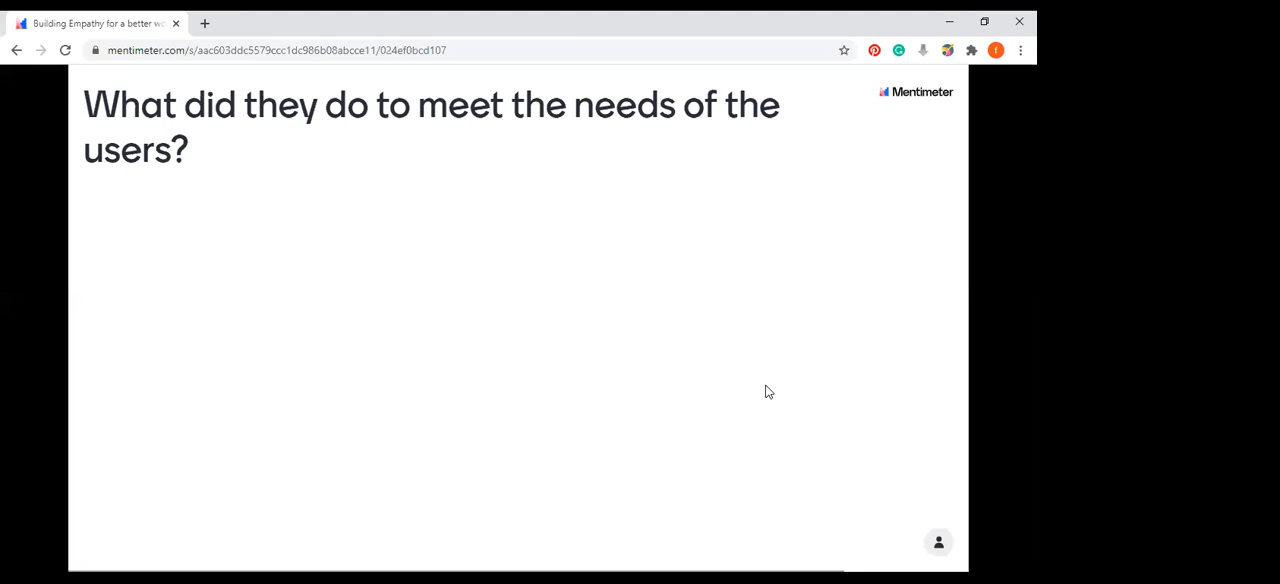 Building Empathy for a better wo
mentimeter.com/s/aac603ddc5579ccc1dc986b08abcce11/024ef0bcd107
What did they do to meet the needs of the
users?
Mentimeter